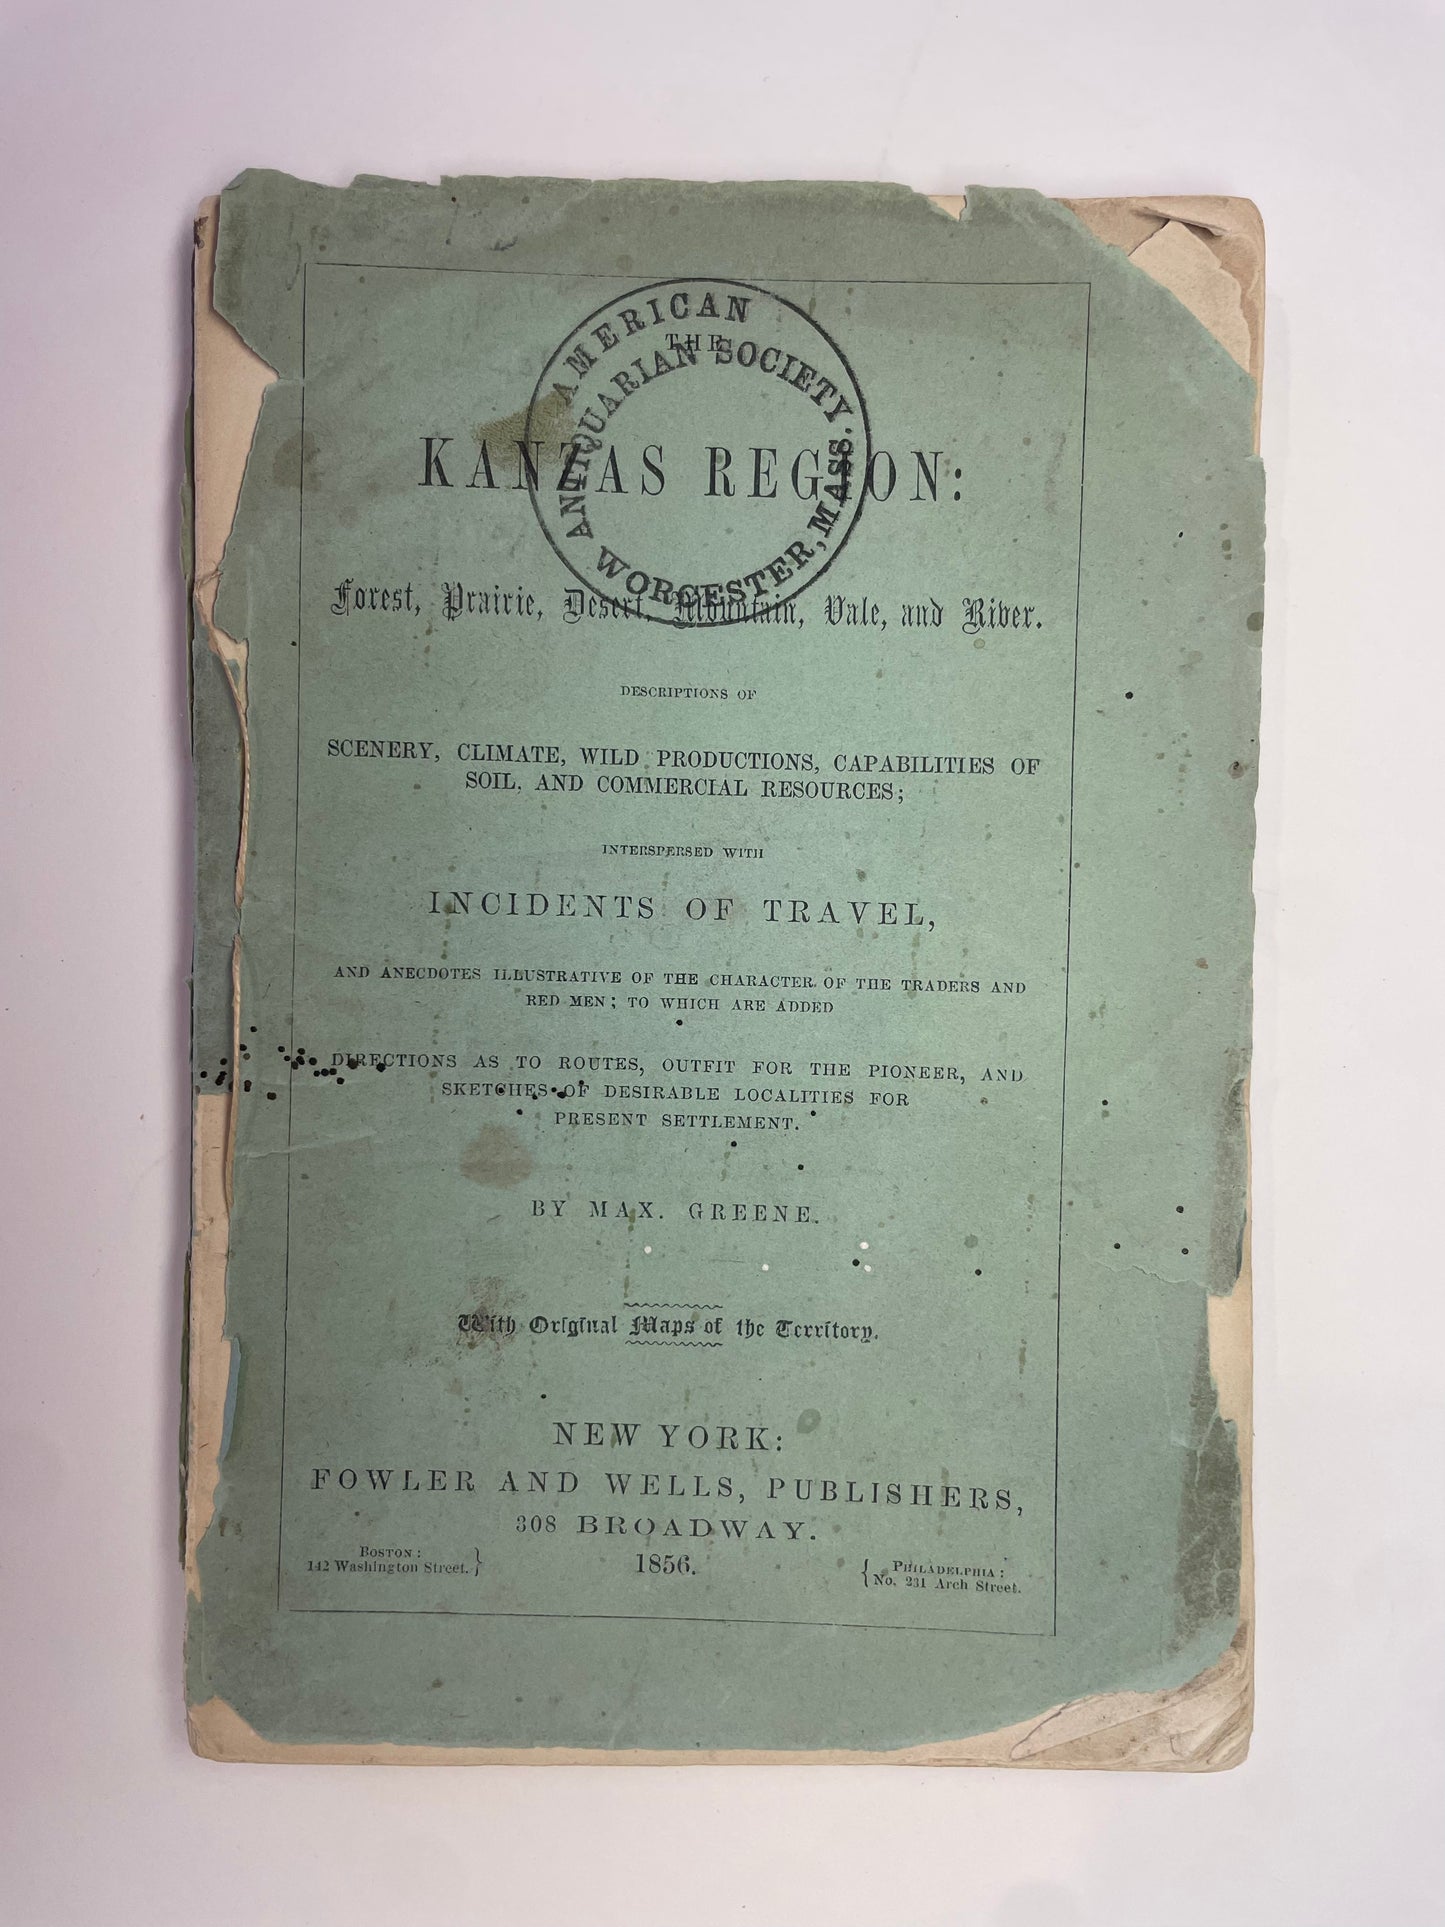 AMERICAN
ANTIQUARIAN SOCIETY
WORCESTER, MASS.
THE
KANZAS REGION:
Forest, Prairie, Desert, Mountain, Vale, and River.
DESCRIPTIONS OF
SCENERY, CLIMATE, WILD PRODUCTIONS, CAPABILITIES OF
SOIL, AND COMMERCIAL RESOURCES;
INTERSPERSED WITH
INCIDENTS OF TRAVEL,
AND ANECDOTES ILLUSTRATIVE OF THE CHARACTER OF THE TRADERS AND
RED MEN; TO WHICH ARE ADDED
DIRECTIONS AS TO ROUTES, OUTFIT FOR THE PIONEER, AND
SKETCHES OF DESIRABLE LOCALITIES FOR
PRESENT SETTLEMENT.
BY MAX. GREENE.
With Original Maps of the Territory.
NEW YORK:
FOWLER AND WELLS, PUBLISHERS,
308 BROADWAY.
BOSTON:
142 Washington Street.
1856.
PHILADELPHIA:
No. 231 Arch Street.